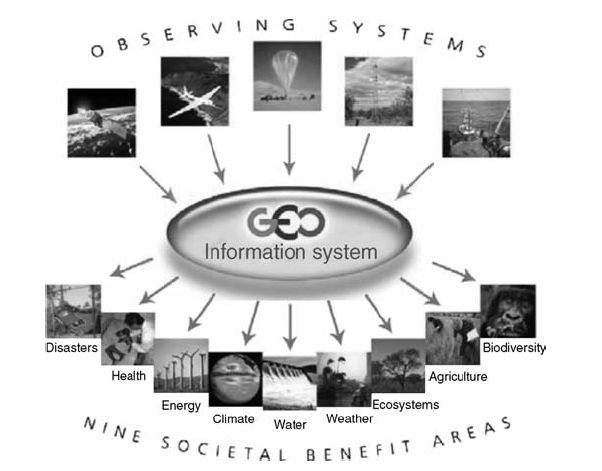 OBSERVING SYSTEMS
GEO
Information system
Disasters
Health
Energy
Climate
Water
Weather
Ecosystems
Agriculture
Biodiversity
NINE SOCIETAL BENEFIT AREAS